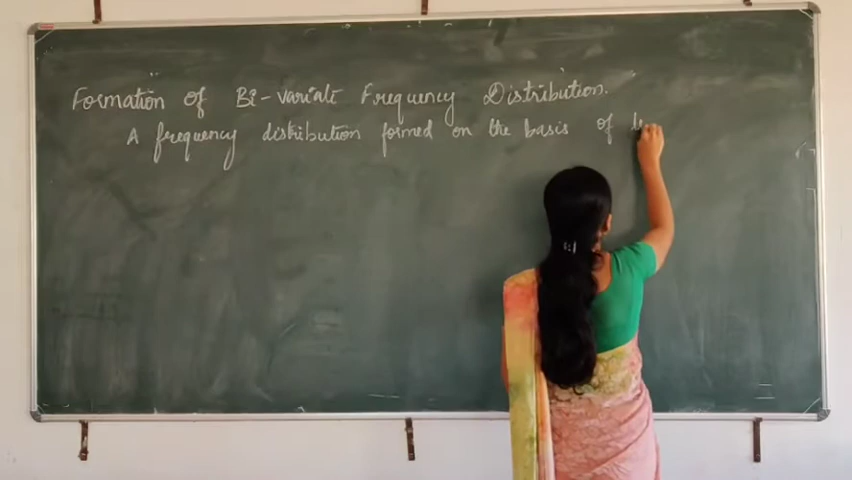 Formation of Bi-variate Frequency Distribution.
A frequency distribution formed on the basis of